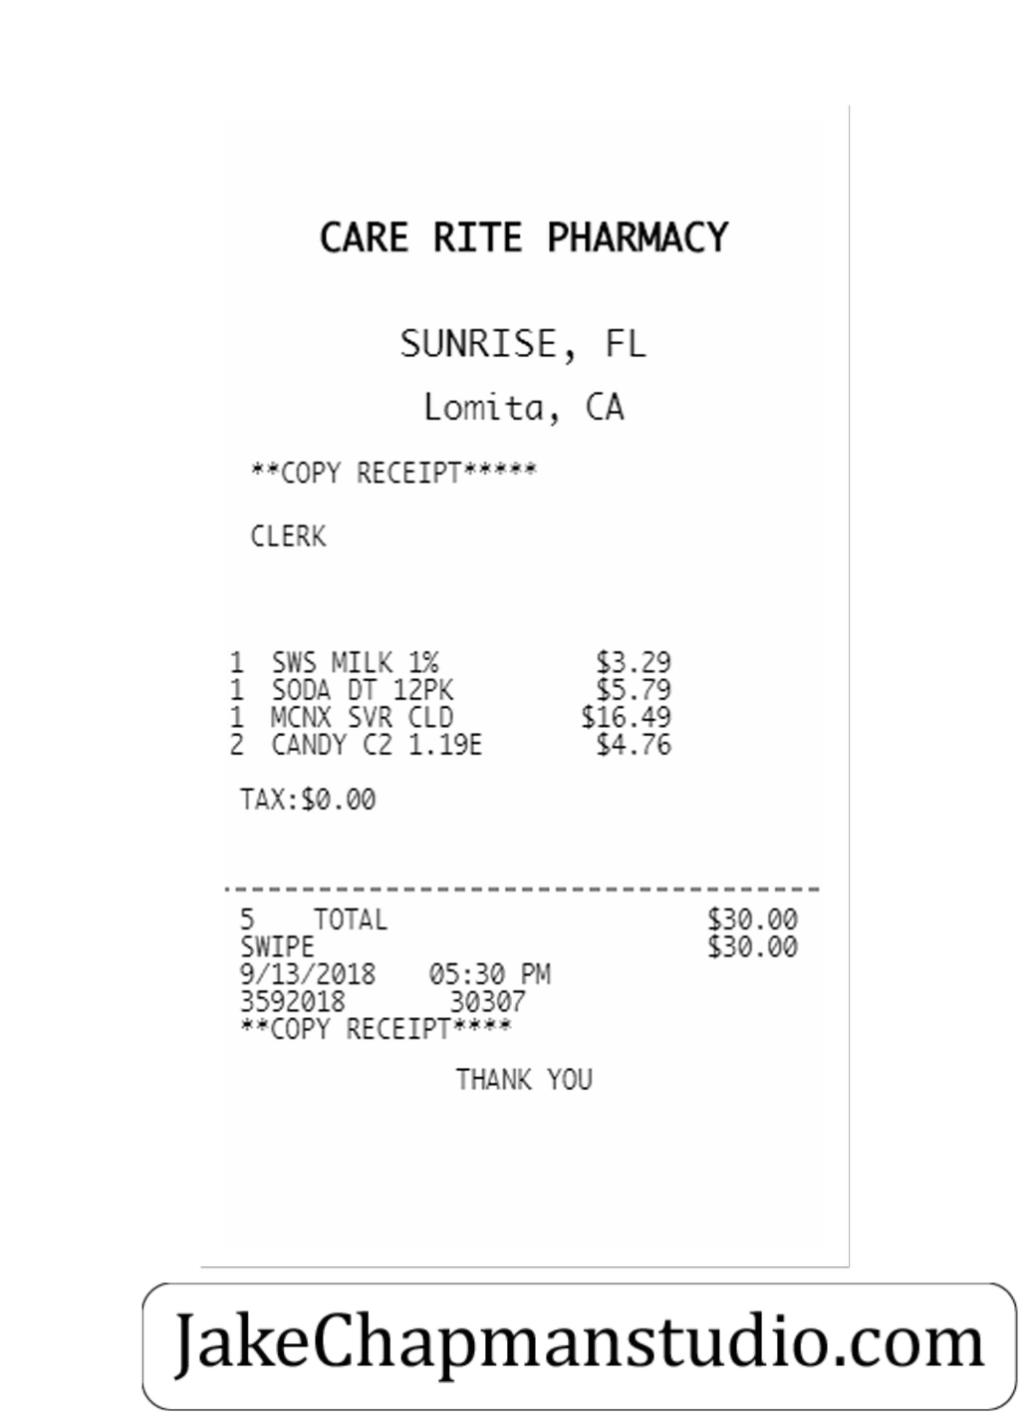 CARE RITE PHARMACY
SUNRISE, FL
Lomita, CA
**COPY RECEIPT*****
CLERK
1 SWS MILK 1% $3.29
1 SODA DT 12PK $5.79
1 MCNX SVR CLD $16.49
2 CANDY C2 1.19E $4.76
TAX:$0.00
5 TOTAL $30.00
SWIPE $30.00
9/13/2018 05:30 PM
3592018 30307
**COPY RECEIPT****
THANK YOU
JakeChapmanstudio.com